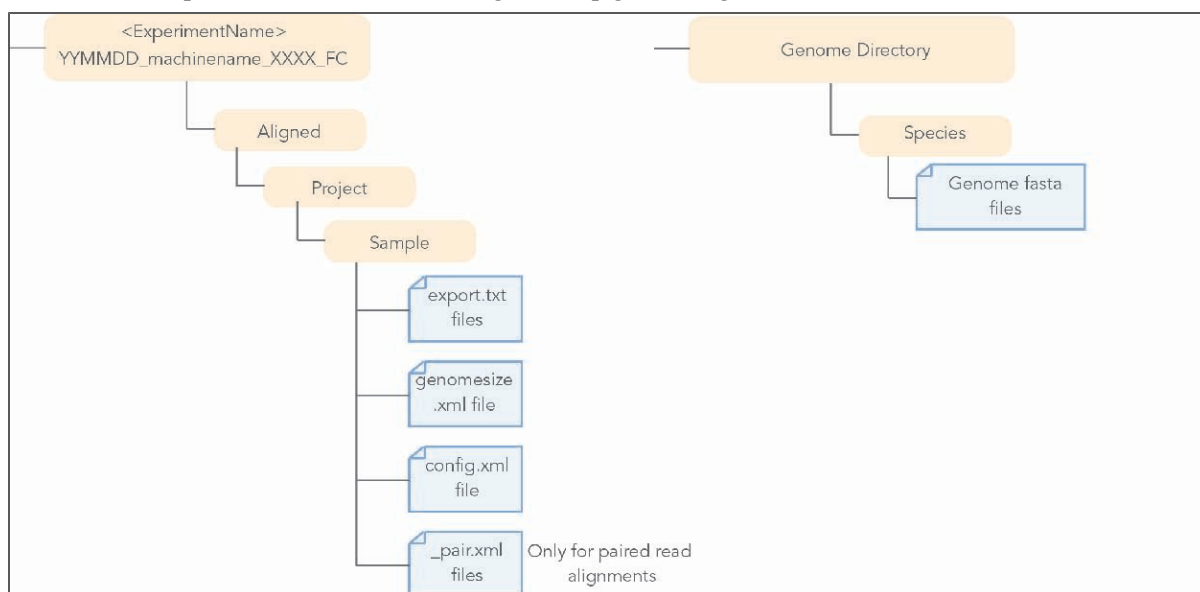 <ExperimentName>
YYMMDD_machinename_XXXX_FC
Aligned
Project
Sample
export.txt
files
genomesize
.xml file
config.xml
file
_pair.xml
files
Only for paired read
alignments
Genome Directory
Species
Genome fasta
files